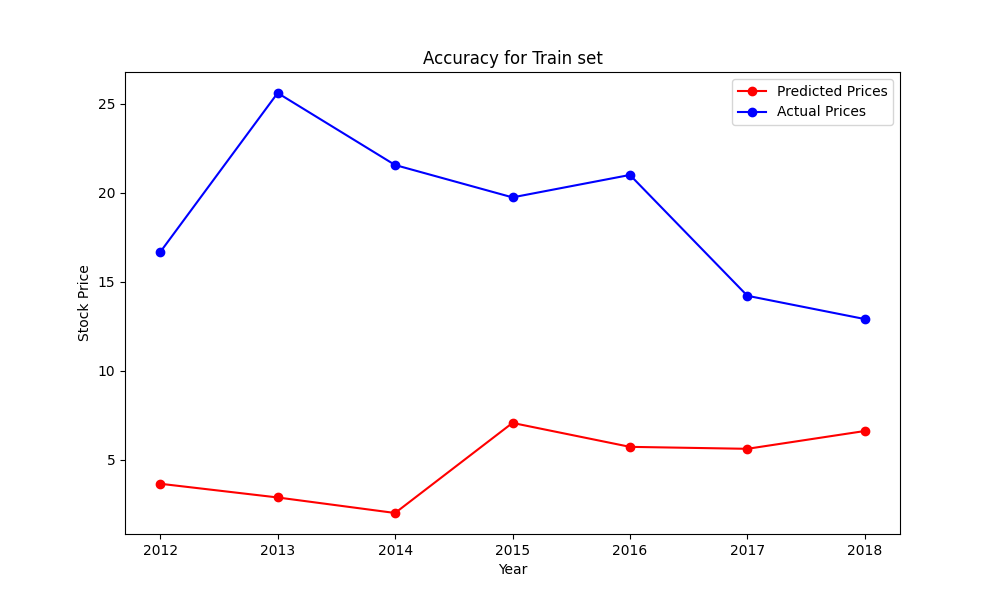 Accuracy for Train set
Predicted Prices
Actual Prices
25
20
15
10
5
Stock Price
2012 2013 2014 2015 2016 2017 2018
Year